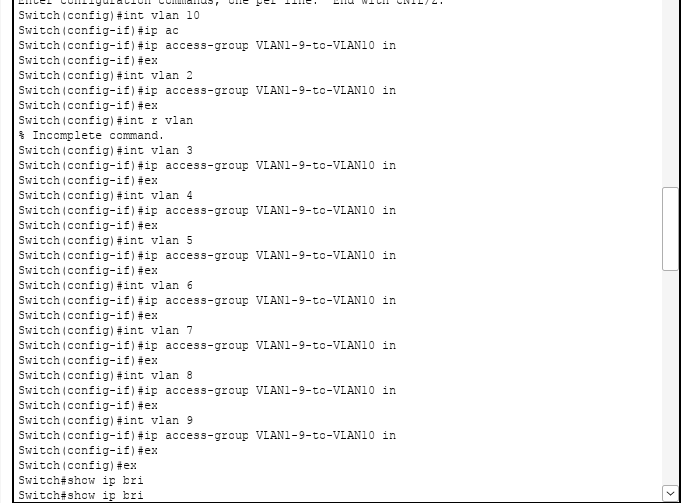 Enter configuration commands, one per line.  End with CNTL/Z.
Switch(config)#int vlan 10
Switch(config-if)#ip ac
Switch(config-if)#ip access-group VLAN1-9-to-VLAN10 in
Switch(config-if)#ex
Switch(config)#int vlan 2
Switch(config-if)#ip access-group VLAN1-9-to-VLAN10 in
Switch(config-if)#ex
Switch(config)#int r vlan
% Incomplete command.
Switch(config)#int vlan 3
Switch(config-if)#ip access-group VLAN1-9-to-VLAN10 in
Switch(config-if)#ex
Switch(config)#int vlan 4
Switch(config-if)#ip access-group VLAN1-9-to-VLAN10 in
Switch(config-if)#ex
Switch(config)#int vlan 5
Switch(config-if)#ip access-group VLAN1-9-to-VLAN10 in
Switch(config-if)#ex
Switch(config)#int vlan 6
Switch(config-if)#ip access-group VLAN1-9-to-VLAN10 in
Switch(config-if)#ex
Switch(config)#int vlan 7
Switch(config-if)#ip access-group VLAN1-9-to-VLAN10 in
Switch(config-if)#ex
Switch(config)#int vlan 8
Switch(config-if)#ip access-group VLAN1-9-to-VLAN10 in
Switch(config-if)#ex
Switch(config)#int vlan 9
Switch(config-if)#ip access-group VLAN1-9-to-VLAN10 in
Switch(config-if)#ex
Switch(config)#ex
Switch#show ip bri
Switch#show ip bri